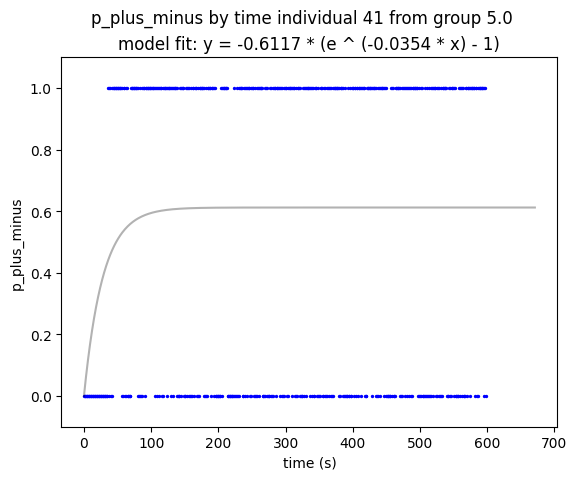 p_plus_minus by time individual 41 from group 5.0
model fit: y = -0.6117 * (e ^ (-0.0354 * x) - 1)
p_plus_minus
1.0
0.8
0.6
0.4
0.2
0.0
0 100 200 300 400 500 600 700
time (s)